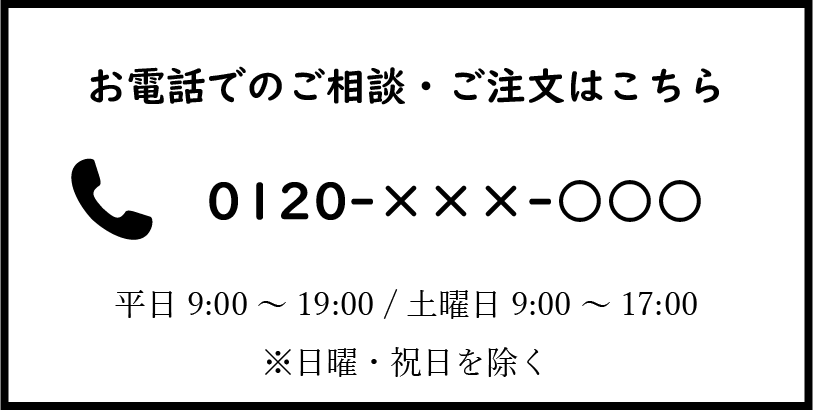 お電話でのご相談・ご注文はこちら
0120-×××-○○○
平日 9:00 〜 19:00 / 土曜日 9:00 〜 17:00
※日曜・祝日を除く